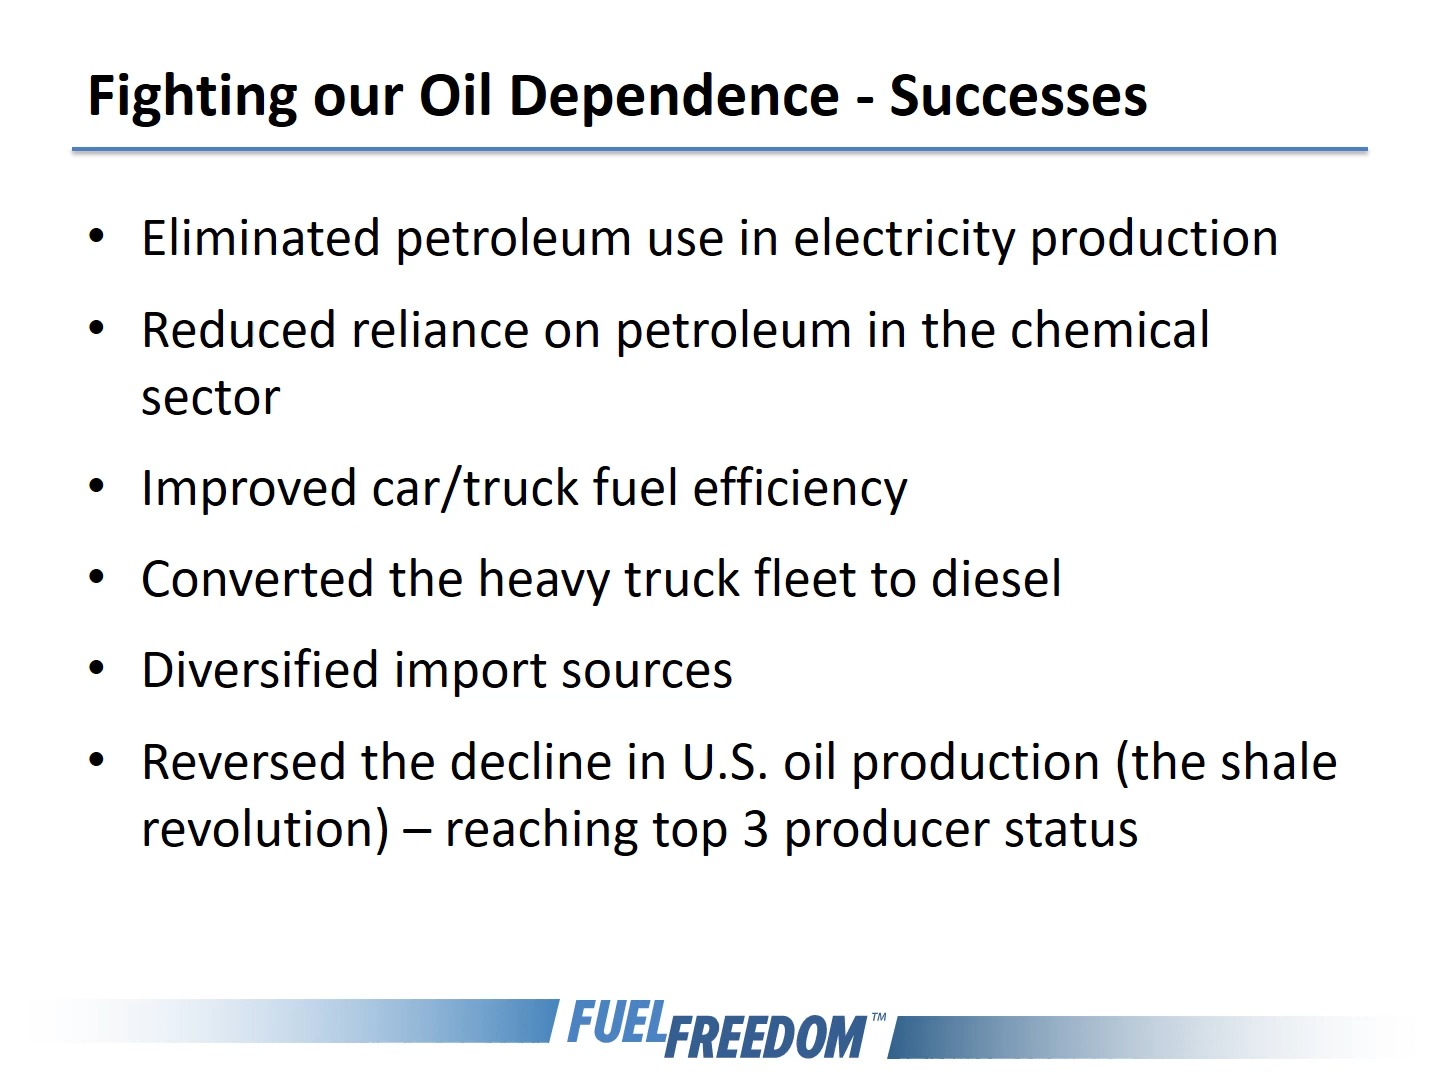 Fighting our Oil Dependence - Successes
• Eliminated petroleum use in electricity production
• Reduced reliance on petroleum in the chemical
sector
• Improved car/truck fuel efficiency
• Converted the heavy truck fleet to diesel
• Diversified import sources
• Reversed the decline in U.S. oil production (the shale
revolution) – reaching top 3 producer status
FUEL
FREEDOM™